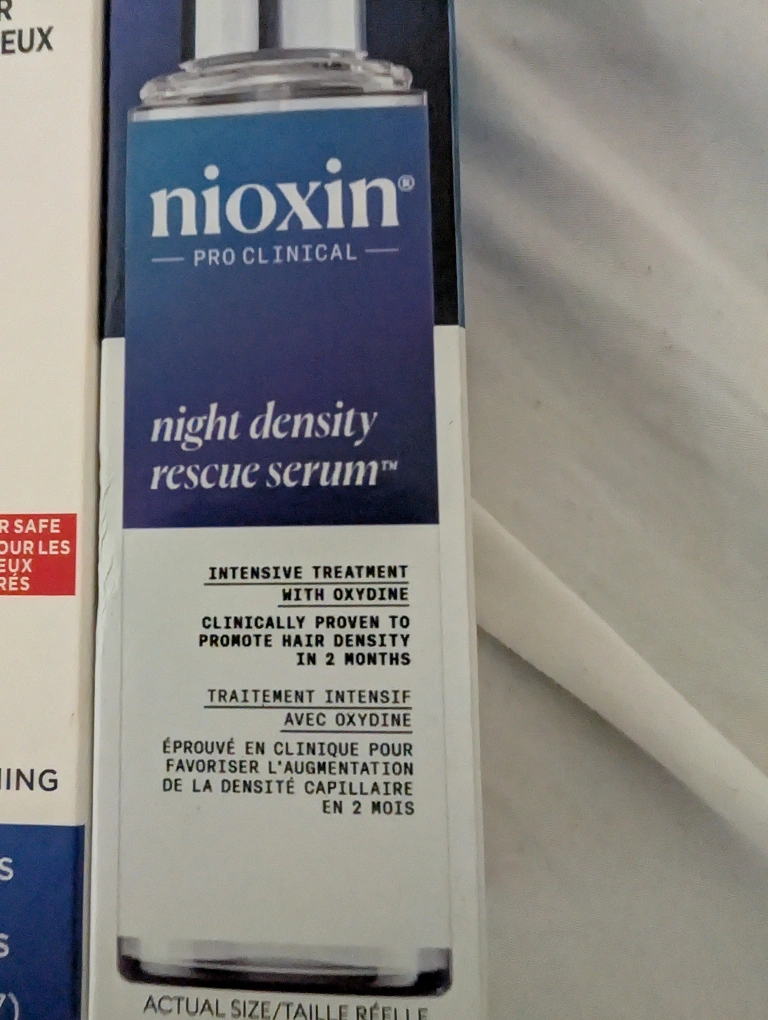 R
EUX
R SAFE
OUR LES
EUX
RÉS
ING
S
S
nioxin®
PRO CLINICAL
night density
rescue serum™
INTENSIVE TREATMENT
WITH OXYDINE
CLINICALLY PROVEN TO
PROMOTE HAIR DENSITY
IN 2 MONTHS
TRAITEMENT INTENSIF
AVEC OXYDINE
ÉPROUVÉ EN CLINIQUE POUR
FAVORISER L'AUGMENTATION
DE LA DENSITÉ CAPILLAIRE
EN 2 MOIS
ACTUAL SIZE/TAILLE RÉELLE